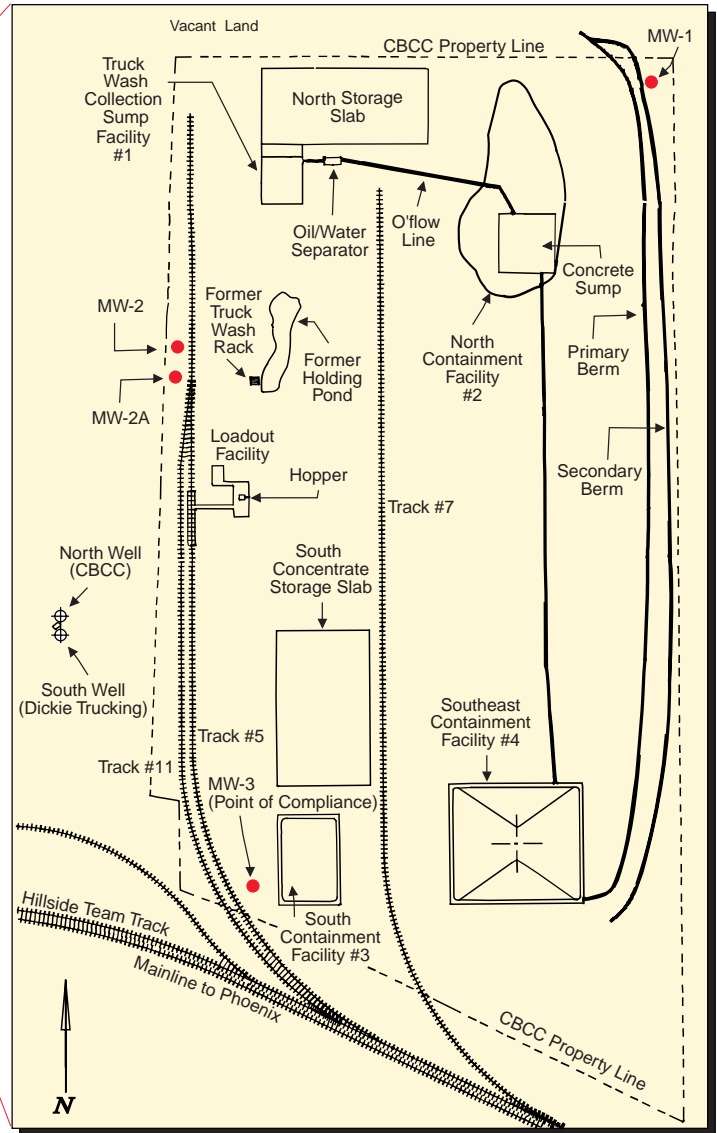 Vacant Land
CBCC Property Line
MW-1
Truck
Wash
Collection
Sump
Facility
#1
North Storage
Slab
Oil/Water
Separator
O'flow
Line
Concrete
Sump
MW-2
Former
Truck
Wash
Rack
Former
Holding
Pond
North
Containment
Facility
#2
Primary
Berm
MW-2A
Loadout
Facility
Hopper
Track #7
Secondary
Berm
North Well
(CBCC)
South
Concentrate
Storage Slab
South Well
(Dickie Trucking)
Southeast
Containment
Facility #4
Track #5
Track #11
MW-3
(Point of Compliance)
Hillside Team Track
South
Containment
Facility #3
Mainline to Phoenix
CBCC Property Line
N